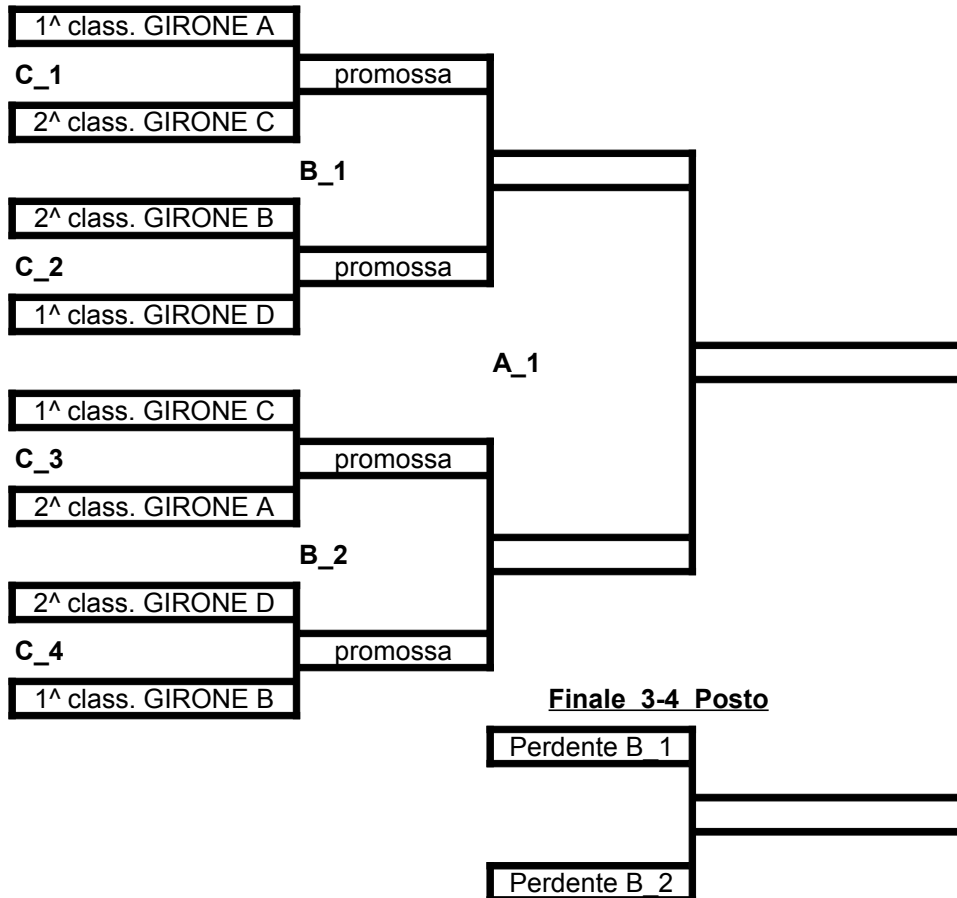 1^ class. GIRONE A
C_1
promossa
2^ class. GIRONE C
B_1
2^ class. GIRONE B
C_2
promossa
1^ class. GIRONE D
A_1
1^ class. GIRONE C
C_3
promossa
2^ class. GIRONE A
B_2
2^ class. GIRONE D
C_4
promossa
1^ class. GIRONE B
Finale 3-4 Posto
Perdente B_1
Perdente B_2